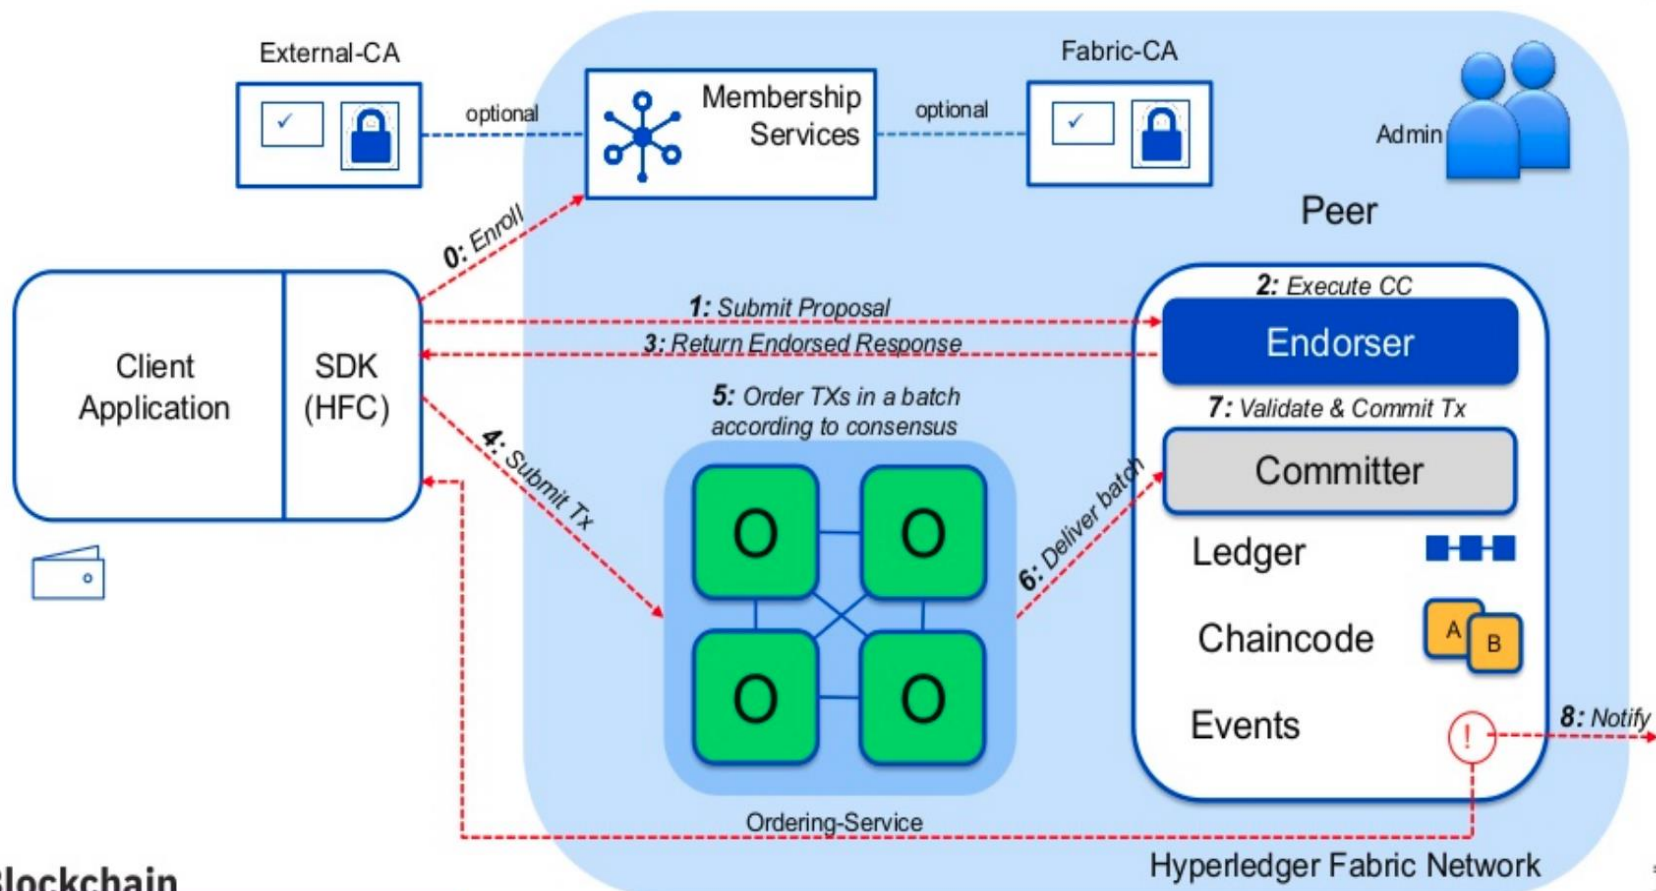 External-CA
Fabric-CA
optional
Membership
Services
optional
Admin
0: Enroll
Peer
Client
Application
SDK
(HFC)
1: Submit Proposal
3: Return Endorsed Response
2: Execute CC
Endorser
7: Validate & Commit Tx
Committer
4: Submit Tx
5: Order TXs in a batch
according to consensus
O
O
O
O
6: Deliver batch
Ledger
Chaincode
A
B
Events
!
8: Notify
Ordering-Service
Hyperledger Fabric Network
Blockchain